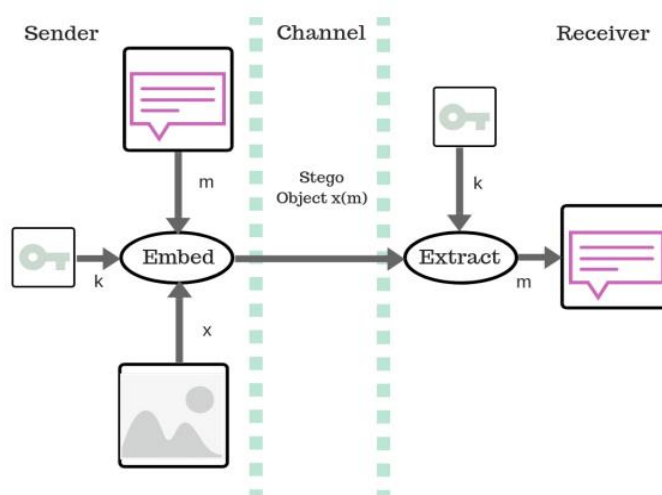 Sender
Channel
Receiver
m
k
Stego
Object x(m)
k
Embed
Extract
m
x